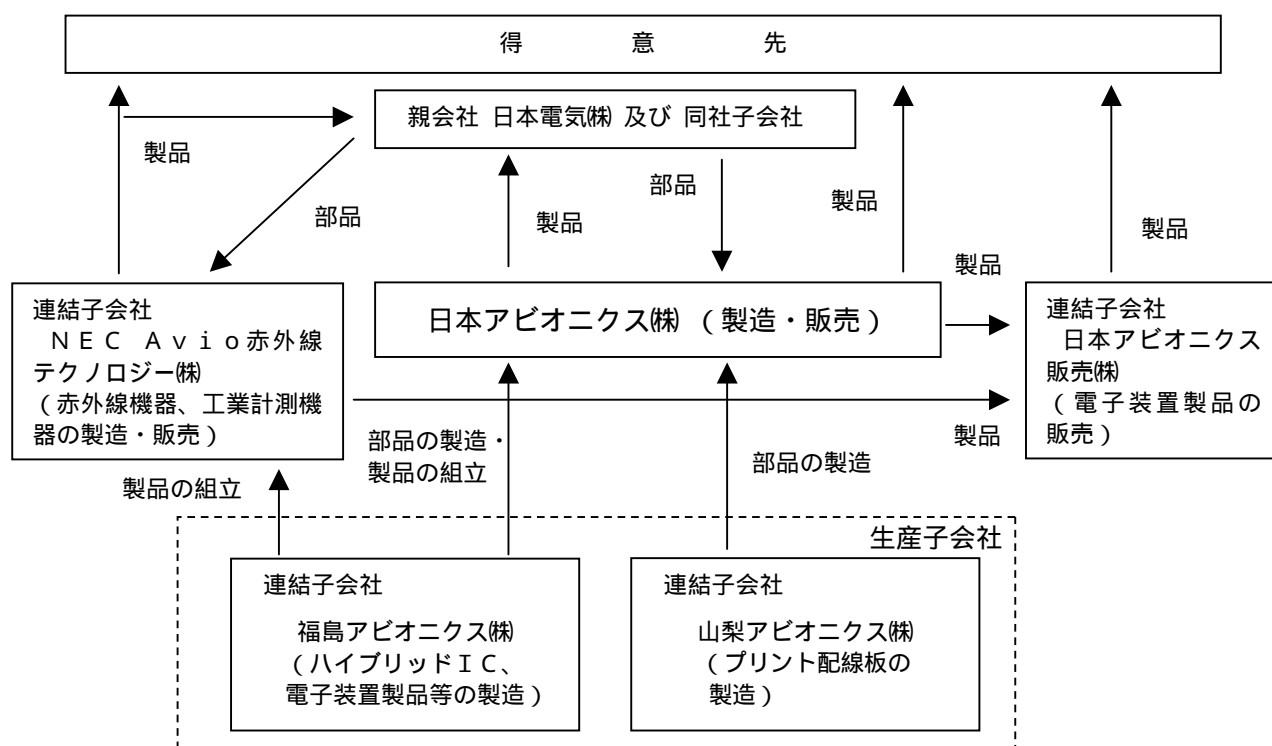 得意先
親会社 日本電気㈱ 及び 同社子会社
製品
部品
製品
部品
製品
製品
製品
連結子会社
ＮＥＣ Ａｖｉｏ赤外線
テクノロジー㈱
（赤外線機器、工業計測機
器の製造・販売）
日本アビオニクス㈱ （製造・販売）
連結子会社
日本アビオニクス
販売㈱
（電子装置製品の
販売）
製品
部品の製造・
製品の組立
部品の製造
製品の組立
生産子会社
連結子会社
福島アビオニクス㈱
（ハイブリッドＩＣ、
電子装置製品等の製造）
連結子会社
山梨アビオニクス㈱
（プリント配線板の
製造）